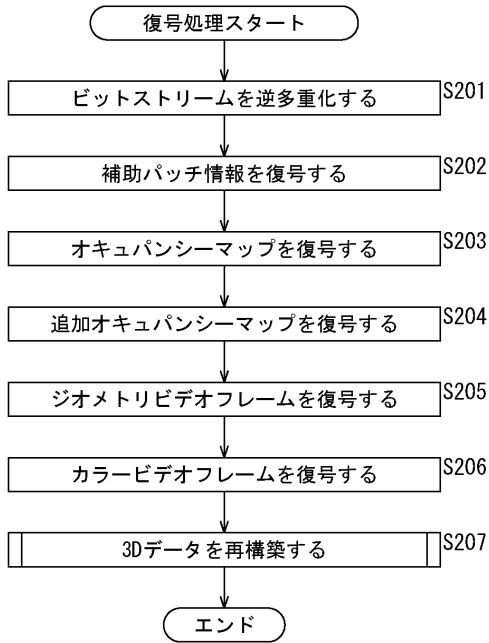 復号処理スタート
ビットストリームを逆多重化する S201
補助パッチ情報を復号する S202
オキュパンシーマップを復号する S203
追加オキュパンシーマップを復号する S204
ジオメトリビデオフレームを復号する S205
カラービデオフレームを復号する S206
3Dデータを再構築する S207
エンド